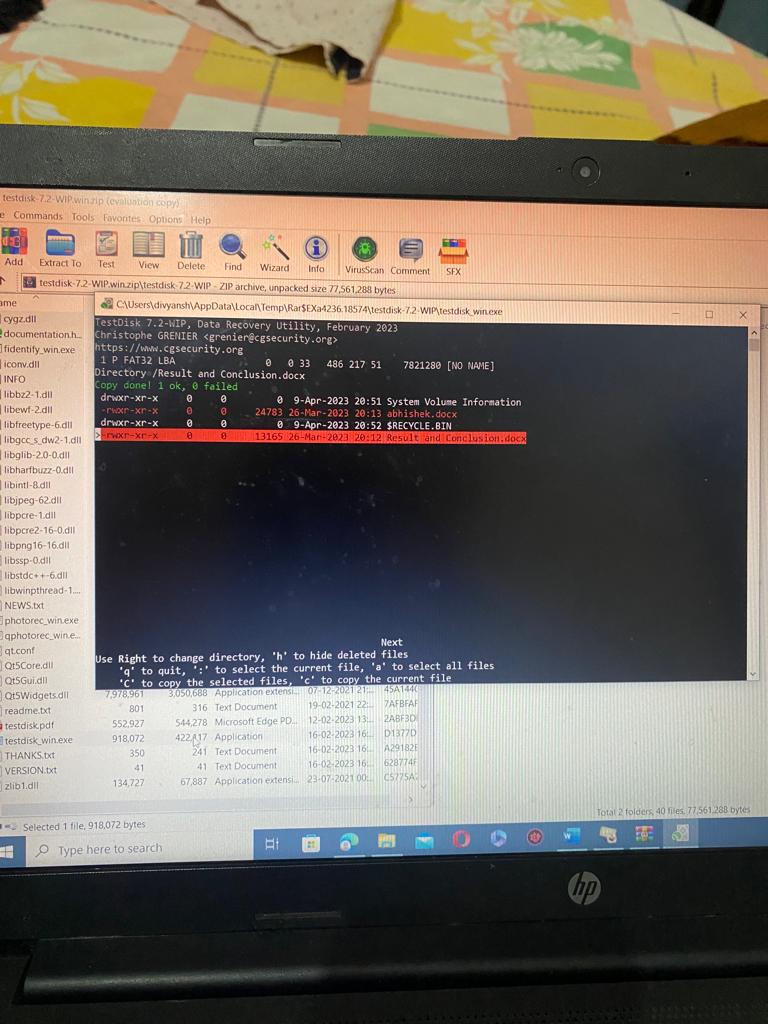 testdisk-7.2-WIP.win.zip (evaluation copy)
e Commands Tools Favorites Options Help
Add Extract To Test View Delete Find Wizard Info VirusScan Comment SFX
testdisk-7.2-WIP.win.zip\testdisk-7.2-WIP - ZIP archive, unpacked size 77,561,288 bytes
ame
C:\Users\divyansh\AppData\Local\Temp\Rar$EXa4236.18574\testdisk-7.2-WIP\testdisk_win.exe
TestDisk 7.2-WIP, Data Recovery Utility, February 2023
Christophe GRENIER <grenier@cgsecurity.org>
https://www.cgsecurity.org
1 P FAT32 LBA 0 0 33 486 217 51 7821280 [NO NAME]
Directory /Result and Conclusion.docx
Copy done! 1 ok, 0 failed
drwxr-xr-x 0 0 0 9-Apr-2023 20:51 System Volume Information
-rwxr-xr-x 0 0 24783 26-Mar-2023 20:13 abhishek.docx
drwxr-xr-x 0 0 0 9-Apr-2023 20:52 $RECYCLE.BIN
>-rwxr-xr-x 0 0 13165 26-Mar-2023 20:12 Result and Conclusion.docx
Next
Use Right to change directory, 'h' to hide deleted files
'q' to quit, ':' to select the current file, 'a' to select all files
'C' to copy the selected files, 'c' to copy the current file
cygz.dll
documentation.h...
fidentify_win.exe
iconv.dll
INFO
libbz2-1.dll
libewf-2.dll
libfreetype-6.dll
libgcc_s_dw2-1.dll
libglib-2.0-0.dll
libharfbuzz-0.dll
libintl-8.dll
libjpeg-62.dll
libpcre-1.dll
libpcre2-16-0.dll
libpng16-16.dll
libssp-0.dll
libstdc++-6.dll
libwinpthread-1....
NEWS.txt
photorec_win.exe
qphotorec_win.e...
qt.conf
Qt5Core.dll
Qt5Gui.dll
Qt5Widgets.dll 7,978,961 3,050,688 Application extensi... 07-12-2021 21:... 45A144C
readme.txt 801 316 Text Document 19-02-2021 22:... 7AFBFAF
testdisk.pdf 552,927 544,278 Microsoft Edge PD... 12-02-2023 13:... 2ABF3DI
testdisk_win.exe 918,072 422,417 Application 16-02-2023 16:... D1377D
THANKS.txt 350 241 Text Document 16-02-2023 16:... A29182E
VERSION.txt 41 41 Text Document 16-02-2023 16:... 628774F
zlib1.dll 134,727 67,887 Application extensi... 23-07-2021 00:... C5775A
Selected 1 file, 918,072 bytes
Total 2 folders, 40 files, 77,561,288 bytes
Type here to search
hp